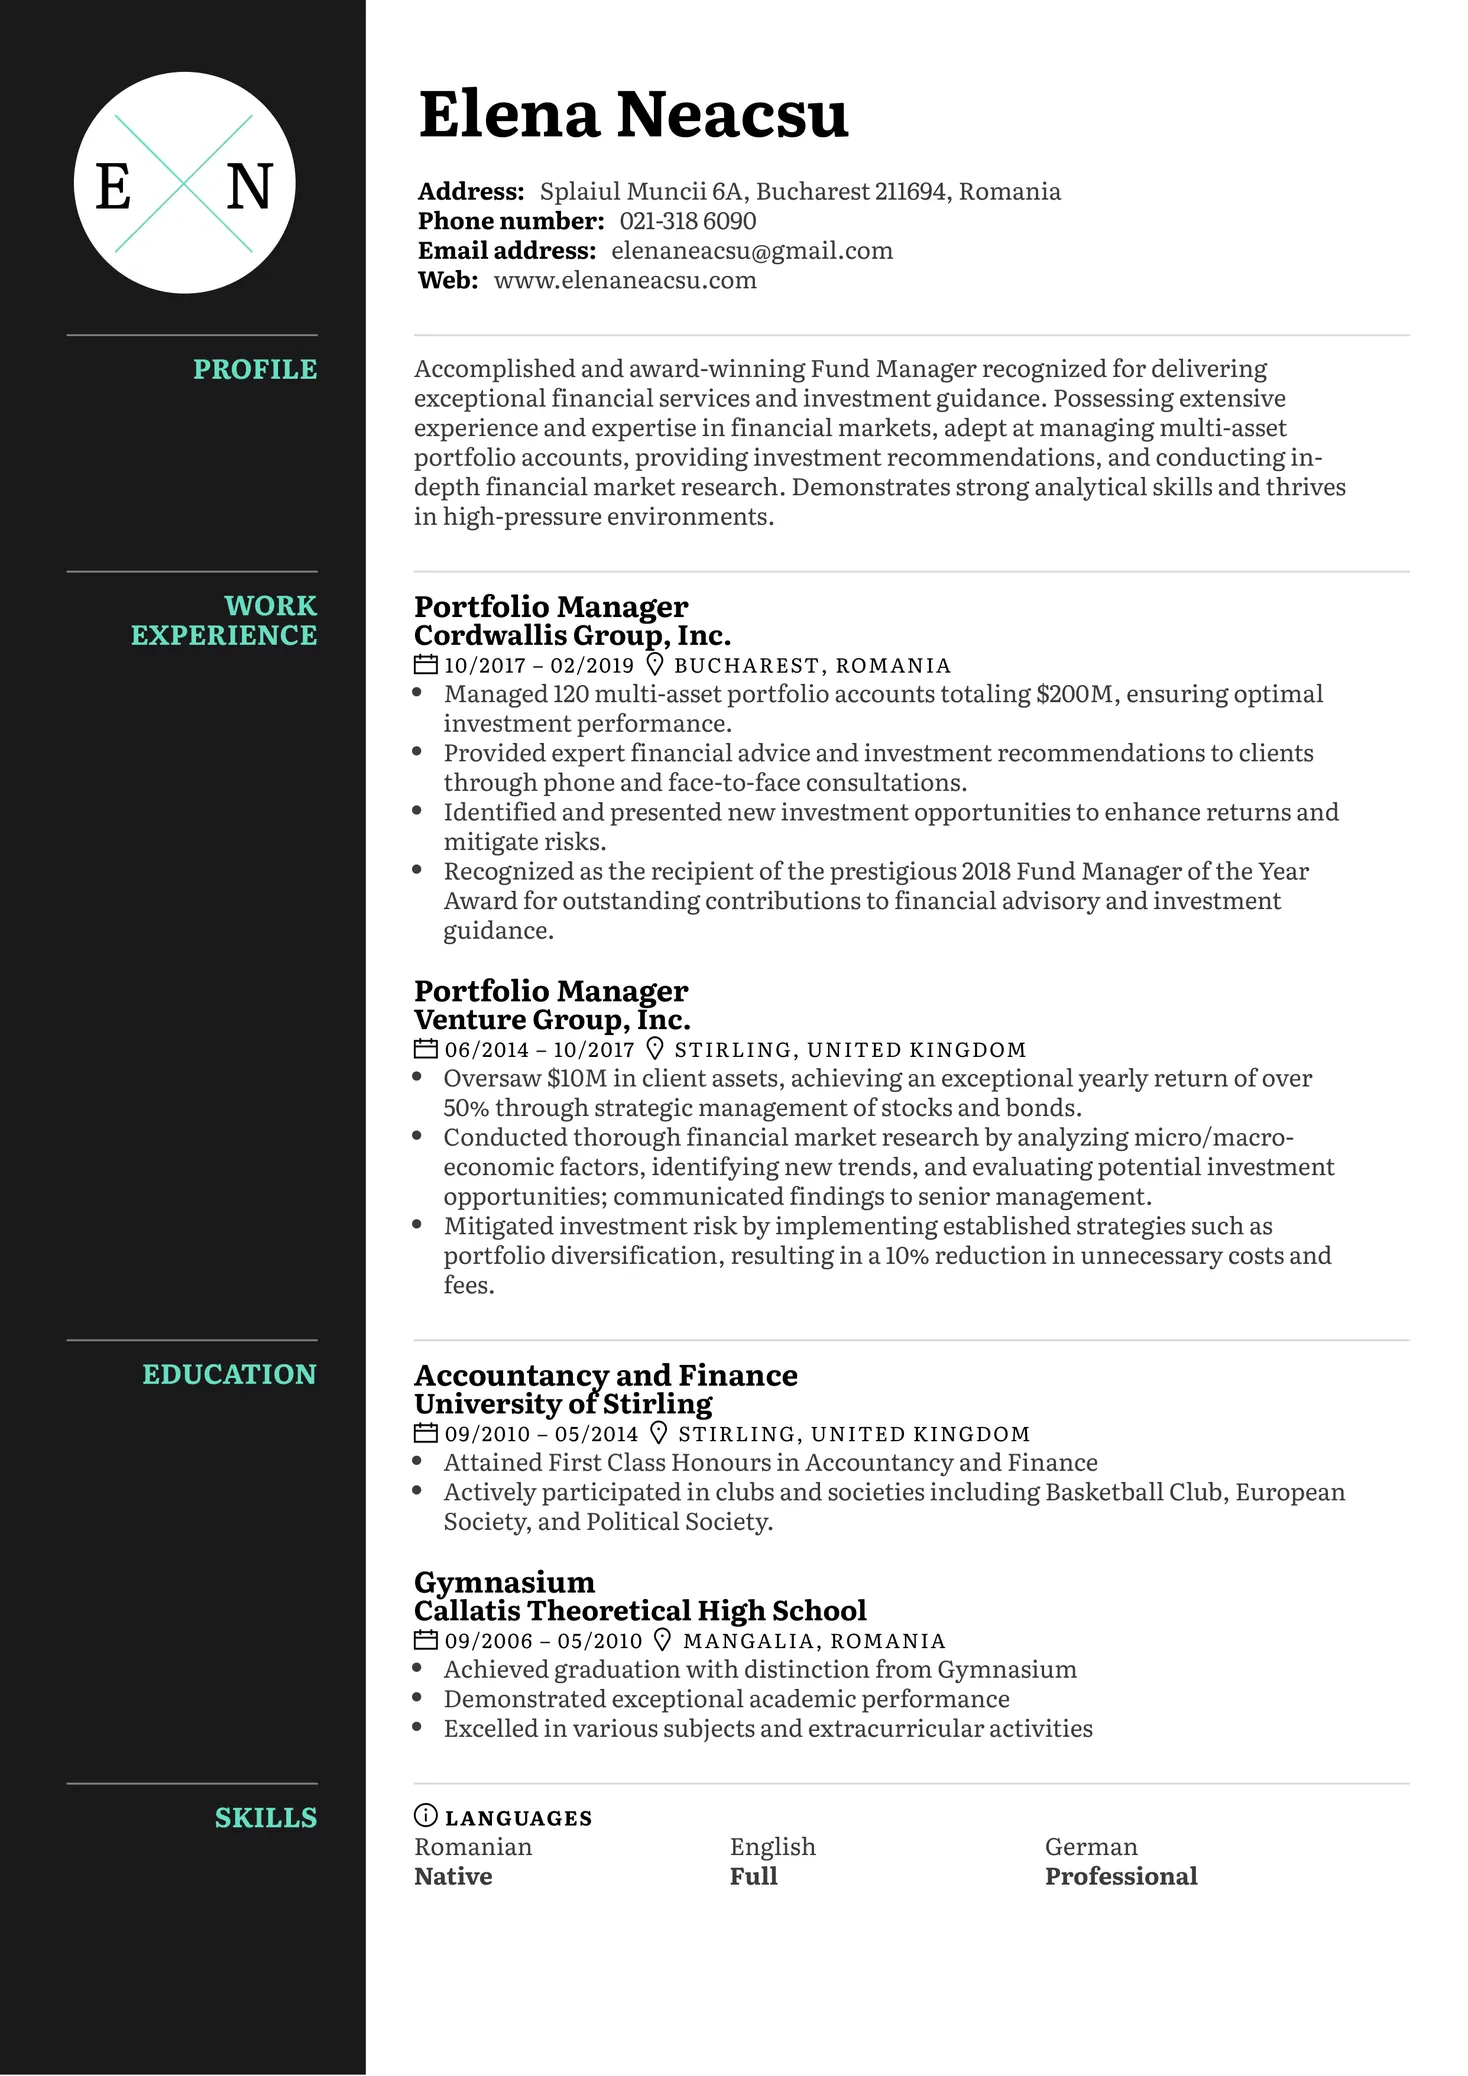 E N
Elena Neacsu
Address: Splaiul Muncii 6A, Bucharest 211694, Romania
Phone number: 021-318 6090
Email address: elenaneacsu@gmail.com
Web: www.elenaneacsu.com
PROFILE
Accomplished and award-winning Fund Manager recognized for delivering
exceptional financial services and investment guidance. Possessing extensive
experience and expertise in financial markets, adept at managing multi-asset
portfolio accounts, providing investment recommendations, and conducting in-
depth financial market research. Demonstrates strong analytical skills and thrives
in high-pressure environments.
WORK
EXPERIENCE
Portfolio Manager
Cordwallis Group, Inc.
10/2017 – 02/2019 BUCHAREST, ROMANIA
• Managed 120 multi-asset portfolio accounts totaling $200M, ensuring optimal
investment performance.
• Provided expert financial advice and investment recommendations to clients
through phone and face-to-face consultations.
• Identified and presented new investment opportunities to enhance returns and
mitigate risks.
• Recognized as the recipient of the prestigious 2018 Fund Manager of the Year
Award for outstanding contributions to financial advisory and investment
guidance.
Portfolio Manager
Venture Group, Inc.
06/2014 – 10/2017 STIRLING, UNITED KINGDOM
• Oversaw $10M in client assets, achieving an exceptional yearly return of over
50% through strategic management of stocks and bonds.
• Conducted thorough financial market research by analyzing micro/macro-
economic factors, identifying new trends, and evaluating potential investment
opportunities; communicated findings to senior management.
• Mitigated investment risk by implementing established strategies such as
portfolio diversification, resulting in a 10% reduction in unnecessary costs and
fees.
EDUCATION
Accountancy and Finance
University of Stirling
09/2010 – 05/2014 STIRLING, UNITED KINGDOM
• Attained First Class Honours in Accountancy and Finance
• Actively participated in clubs and societies including Basketball Club, European
Society, and Political Society.
Gymnasium
Callatis Theoretical High School
09/2006 – 05/2010 MANGALIA, ROMANIA
• Achieved graduation with distinction from Gymnasium
• Demonstrated exceptional academic performance
• Excelled in various subjects and extracurricular activities
SKILLS
LANGUAGES
Romanian English German
Native Full Professional